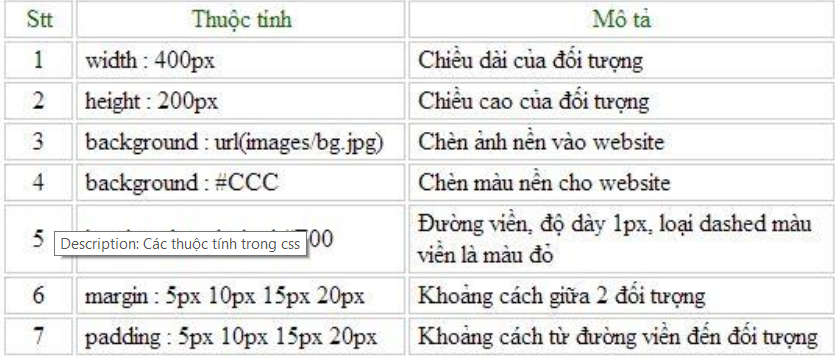 Stt Thuộc tính Mô tả
1 width : 400px Chiều dài của đối tượng
2 height : 200px Chiều cao của đối tượng
3 background : url(images/bg.jpg) Chèn ảnh nền vào website
4 background : #CCC Chèn màu nền cho website
5 00 Đường viền, độ dày 1px, loại dashed màu
viền là màu đỏ
Description: Các thuộc tính trong css
6 margin : 5px 10px 15px 20px Khoảng cách giữa 2 đối tượng
7 padding : 5px 10px 15px 20px Khoảng cách từ đường viền đến đối tượng